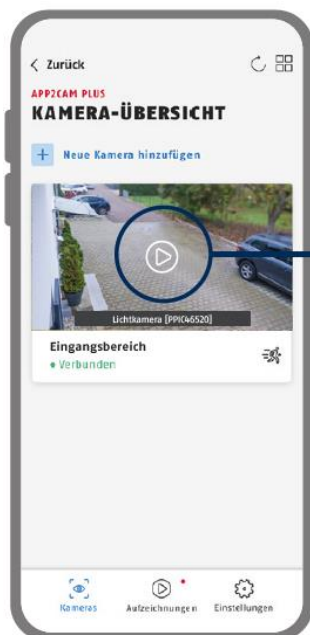 Zurück
APP2CAM PLUS
KAMERA-ÜBERSICHT
Neue Kamera hinzufügen
Lichtkamera [PPIC46520]
Eingangsbereich
• Verbunden
Kameras Aufzeichnungen Einstellungen